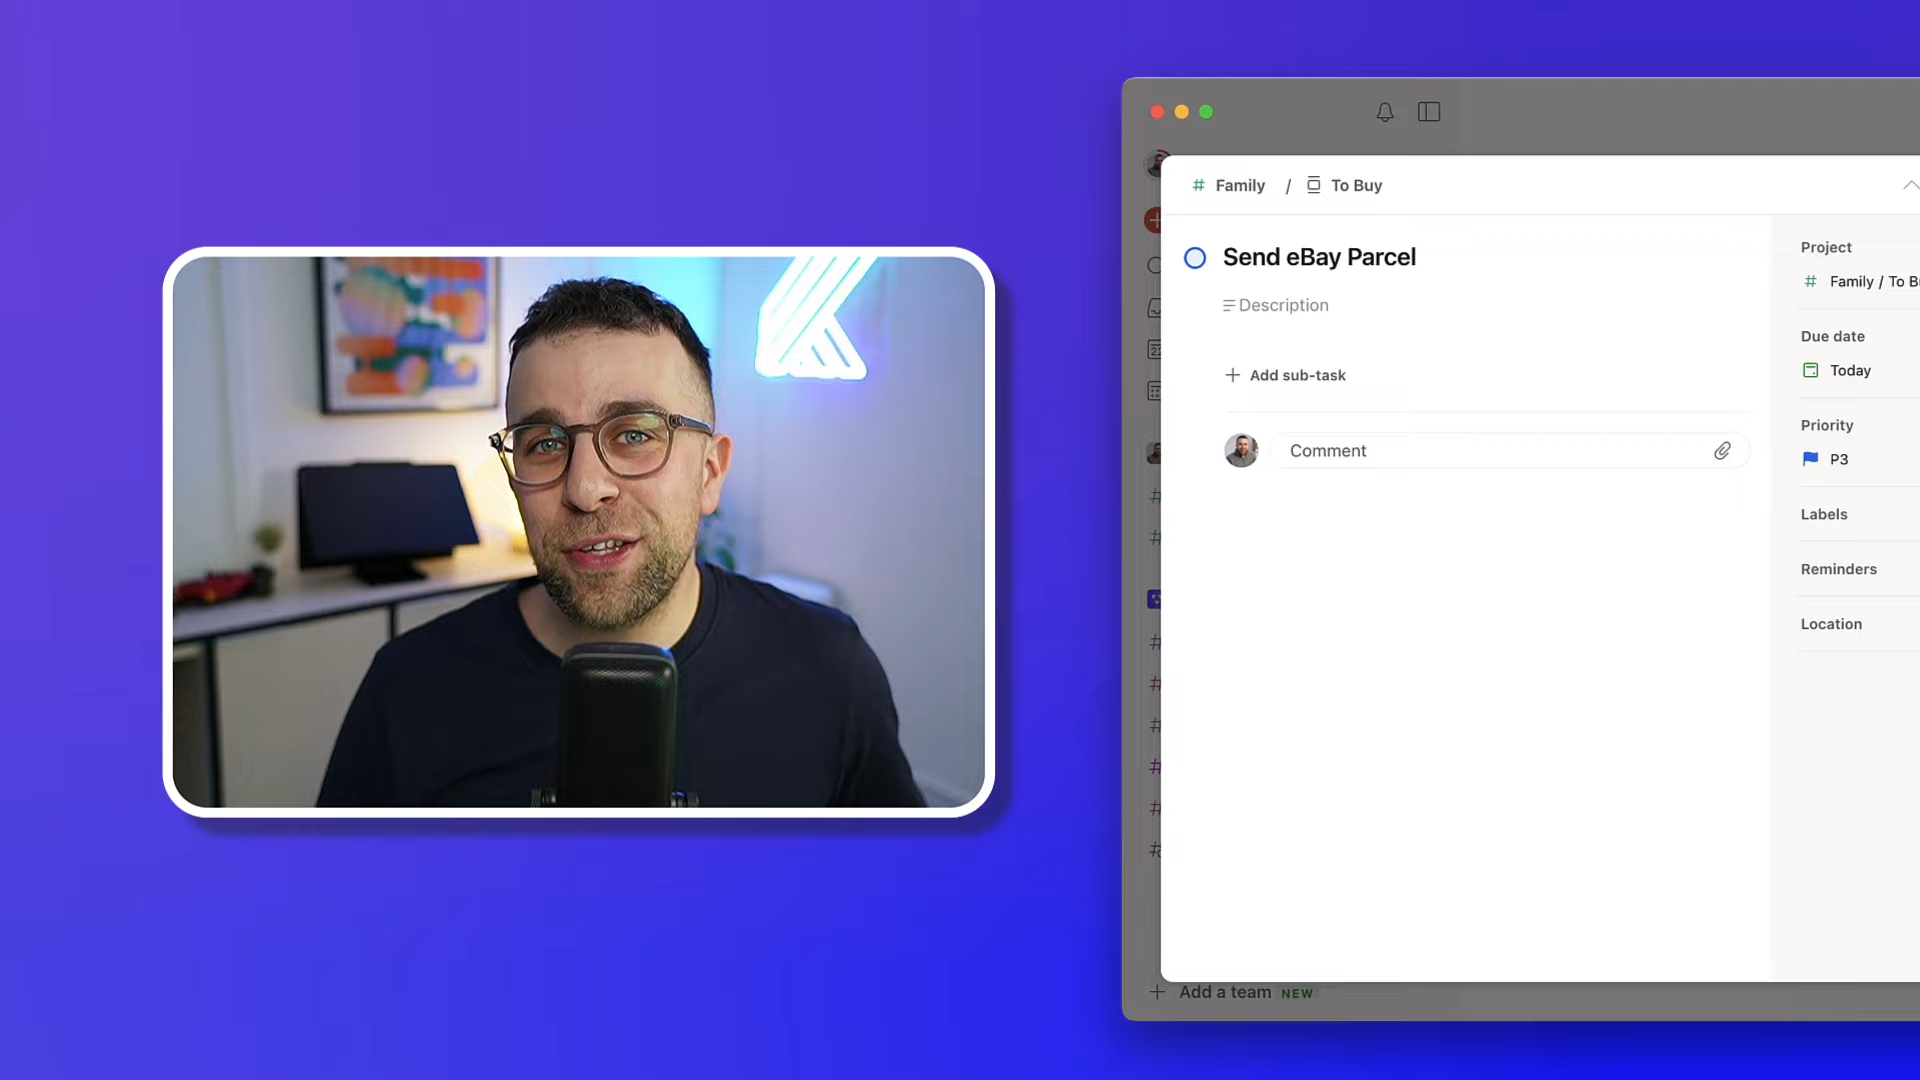 Family / To Buy
Send eBay Parcel
Description
Add sub-task
Comment
Project
Family / To B
Due date
Today
Priority
P3
Labels
Reminders
Location
Add a team NEW